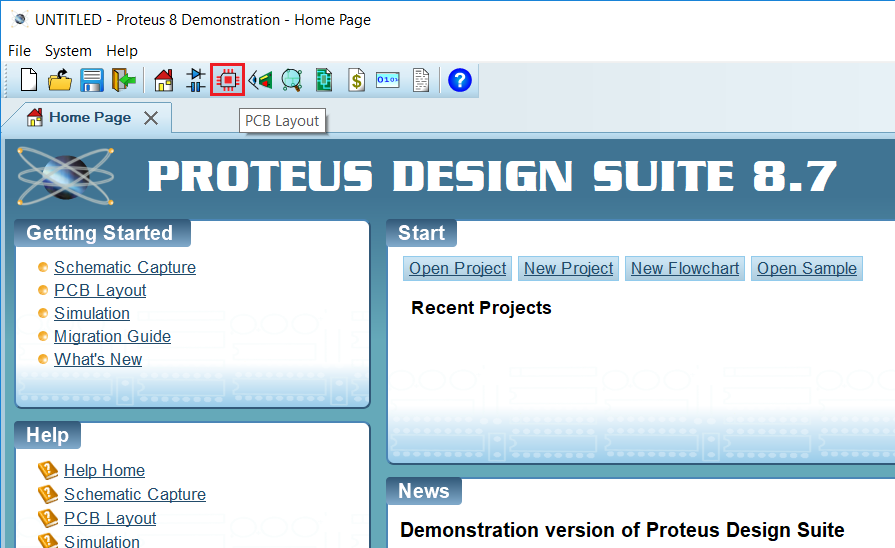 UNTITLED - Proteus 8 Demonstration - Home Page
File System Help
$ 010> ?
Home Page
PCB Layout
PROTEUS DESIGN SUITE 8.7
Getting Started
Schematic Capture
PCB Layout
Simulation
Migration Guide
What's New
Start
Open Project New Project New Flowchart Open Sample
Recent Projects
Help
Help Home
Schematic Capture
PCB Layout
Simulation
News
Demonstration version of Proteus Design Suite